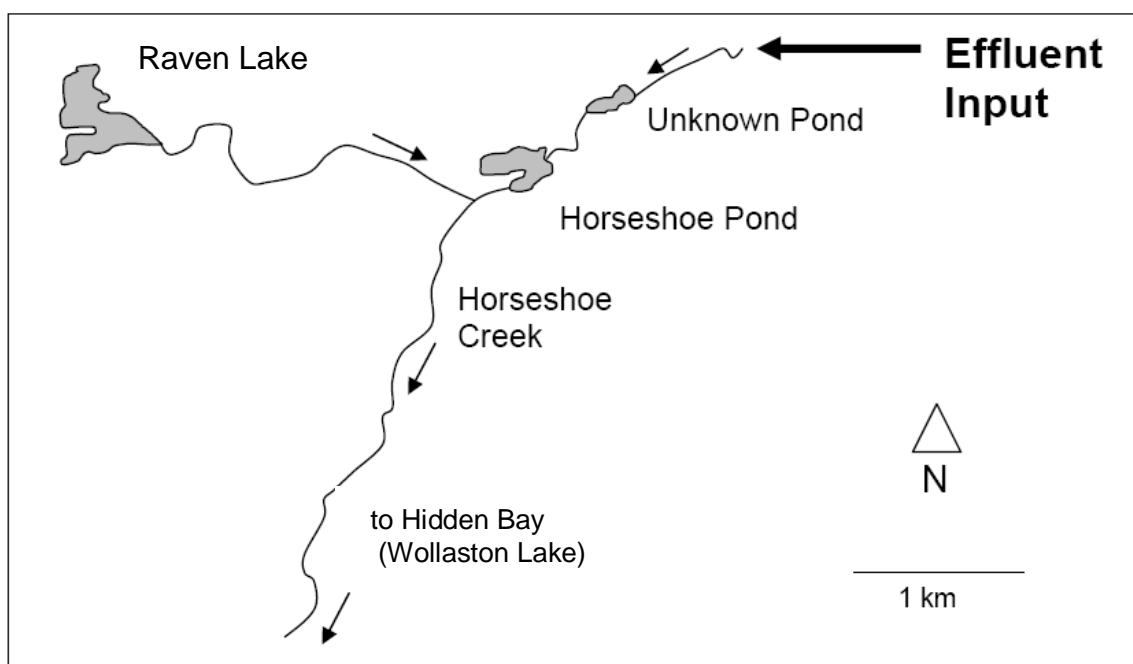 Raven Lake
Effluent
Input
Unknown Pond
Horseshoe Pond
Horseshoe
Creek
N
to Hidden Bay
(Wollaston Lake)
1 km